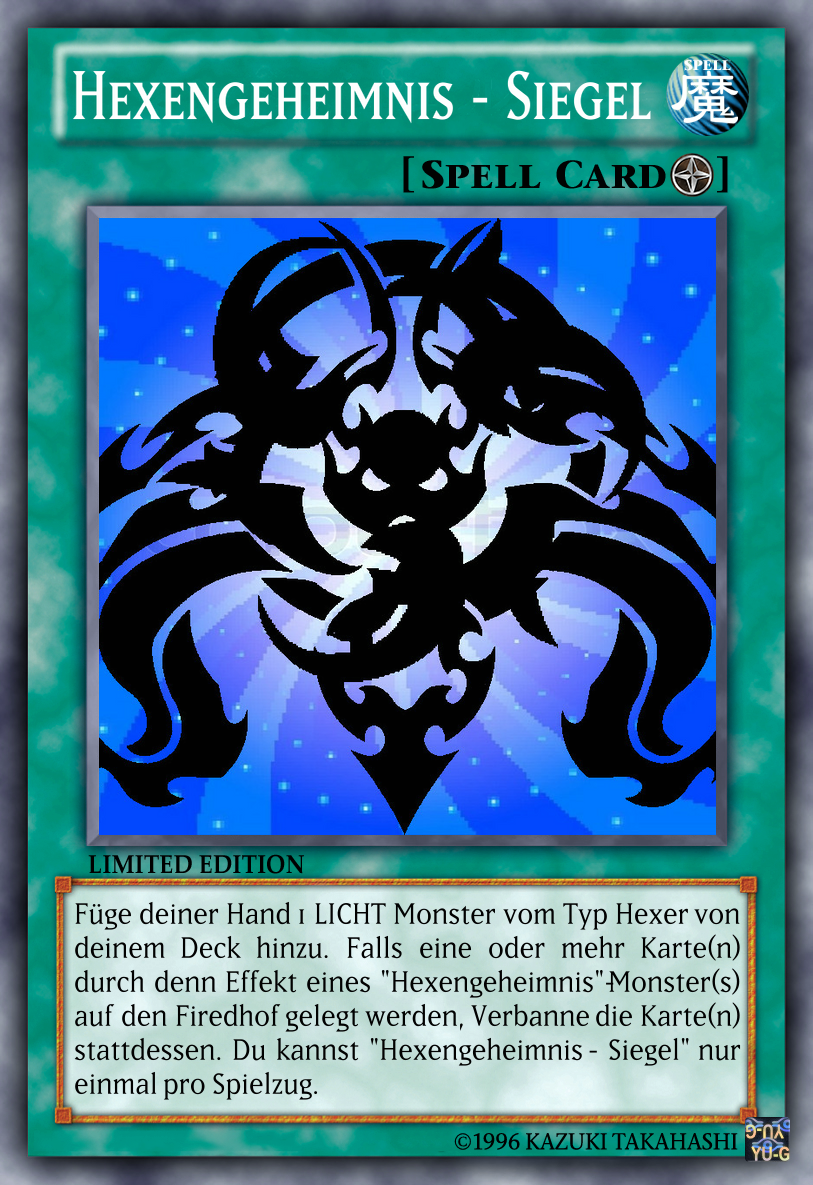 Hexengeheimnis - Siegel
SPELL
魔
[Spell Card]
LIMITED EDITION
Füge deiner Hand 1 LICHT Monster vom Typ Hexer von
deinem Deck hinzu. Falls eine oder mehr Karte(n)
durch denn Effekt eines "Hexengeheimnis"-Monster(s)
auf den Firedhof gelegt werden, Verbanne die Karte(n)
stattdessen. Du kannst "Hexengeheimnis - Siegel" nur
einmal pro Spielzug.
©1996 KAZUKI TAKAHASHI
YU-G
YU-G